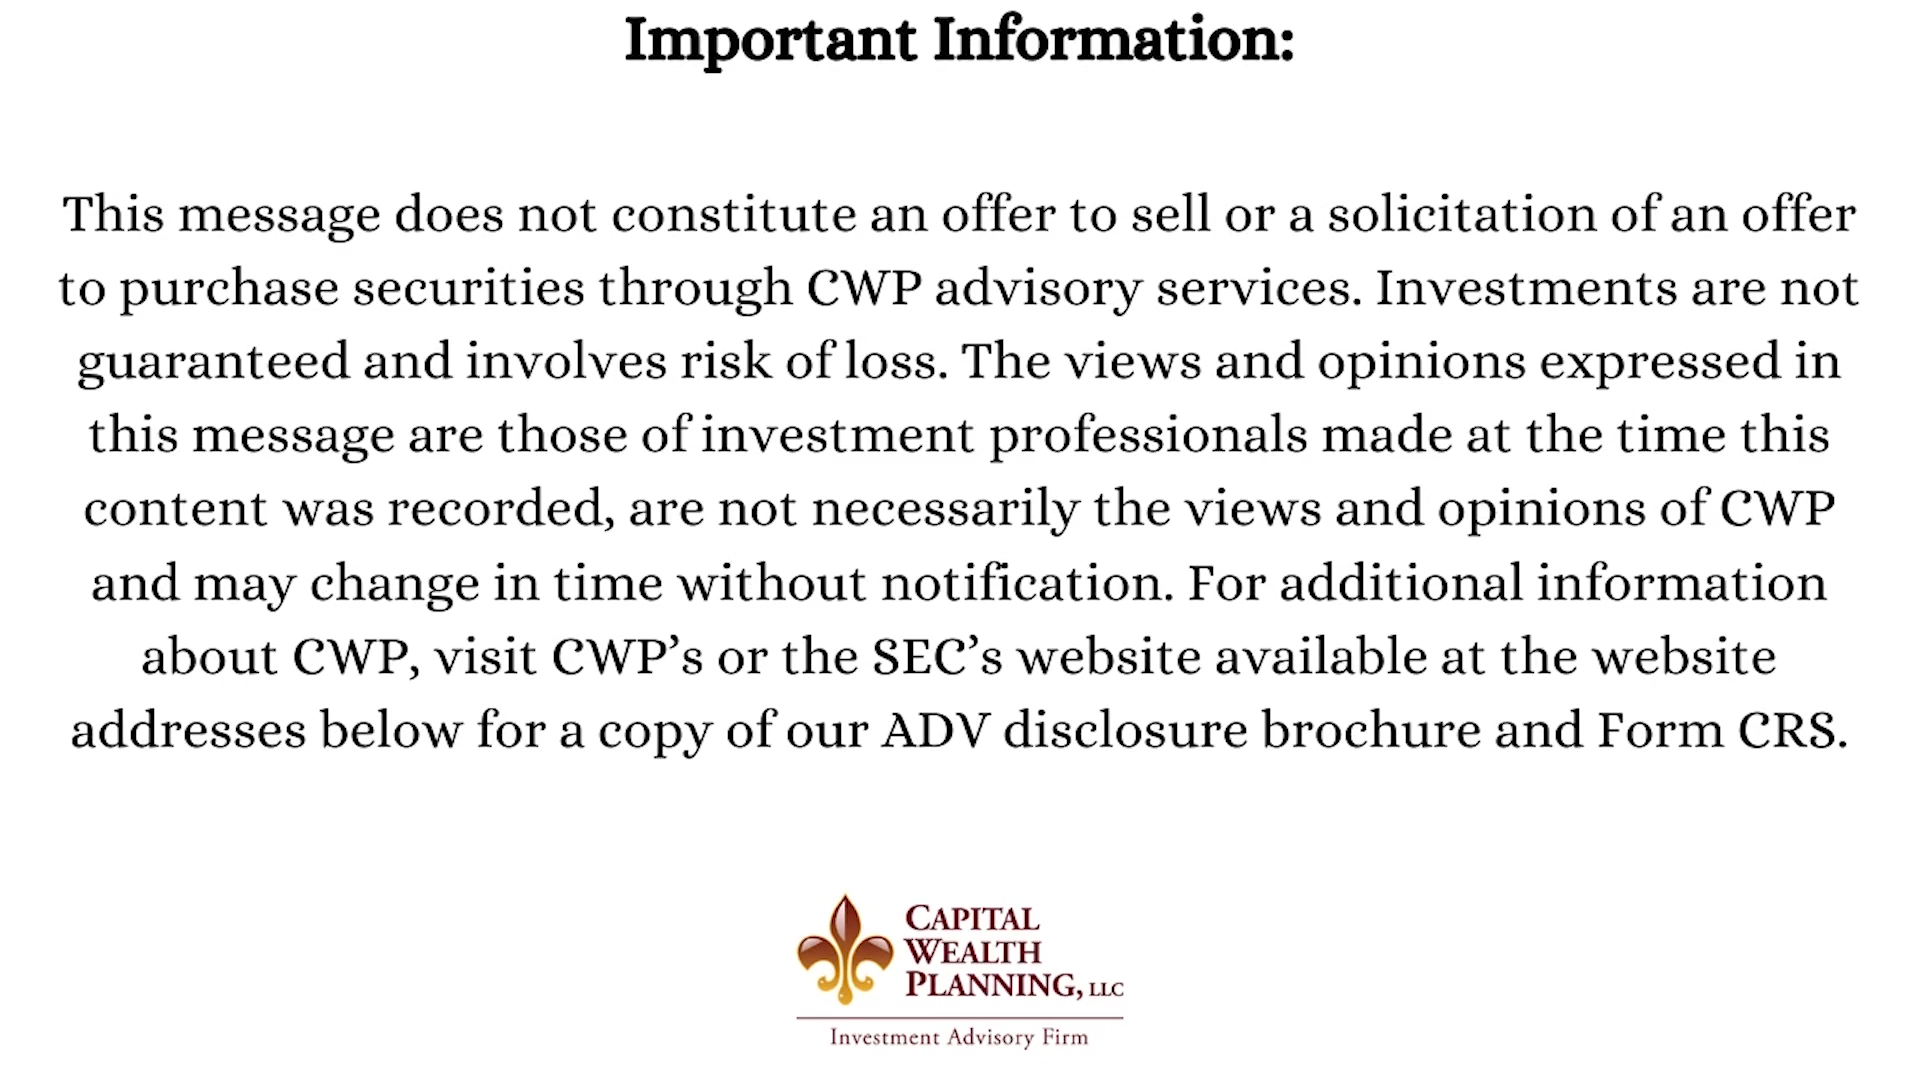 Important Information:
This message does not constitute an offer to sell or a solicitation of an offer
to purchase securities through CWP advisory services. Investments are not
guaranteed and involves risk of loss. The views and opinions expressed in
this message are those of investment professionals made at the time this
content was recorded, are not necessarily the views and opinions of CWP
and may change in time without notification. For additional information
about CWP, visit CWP’s or the SEC’s website available at the website
addresses below for a copy of our ADV disclosure brochure and Form CRS.
CAPITAL
WEALTH
PLANNING, LLC
Investment Advisory Firm